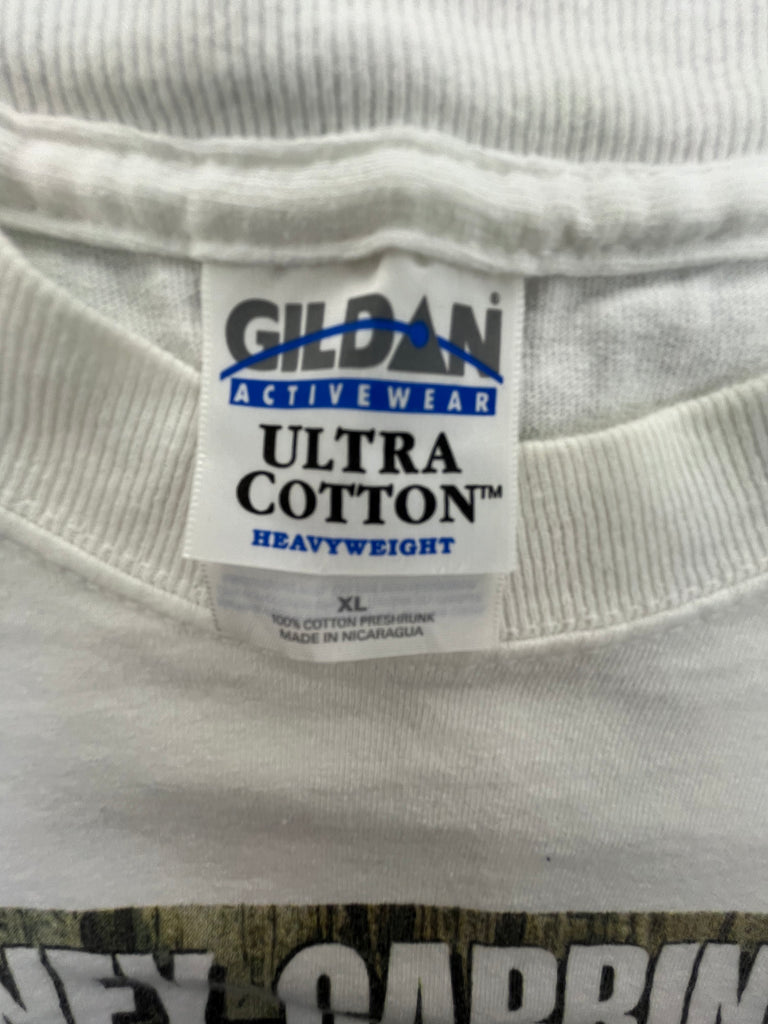 GILDAN®
ACTIVEWEAR
ULTRA
COTTON™
HEAVYWEIGHT
XL
100% COTTON PRESHRUNK
MADE IN NICARAGUA